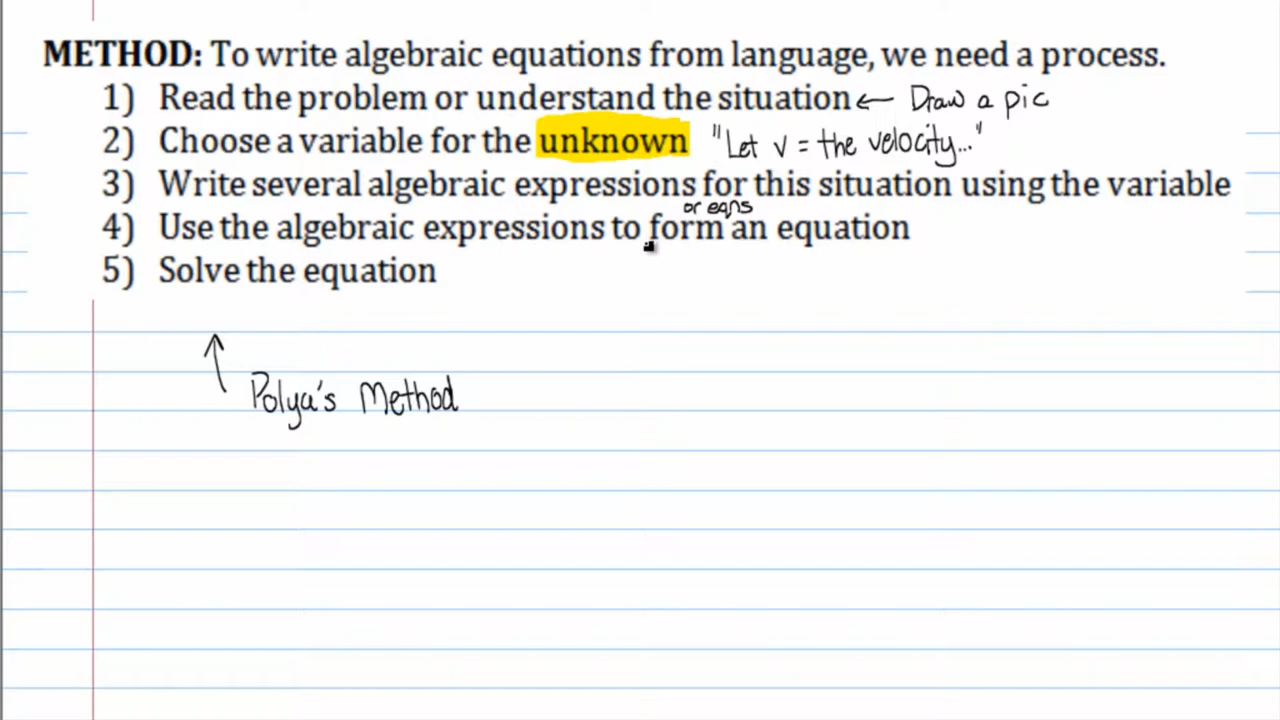 METHOD: To write algebraic equations from language, we need a process.
1) Read the problem or understand the situation ← Draw a pic
2) Choose a variable for the unknown "Let v = the velocity..."
3) Write several algebraic expressions for this situation using the variable
or eqns
4) Use the algebraic expressions to form an equation
5) Solve the equation
Polya's Method